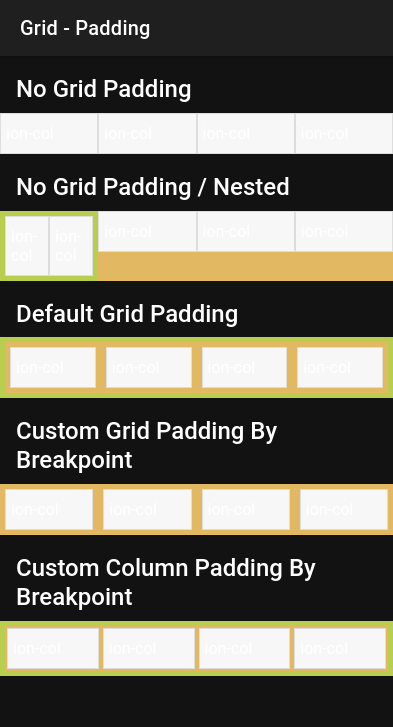 Grid - Padding
No Grid Padding
ion-col ion-col ion-col ion-col
No Grid Padding / Nested
ion-col ion-col ion-col ion-col ion-col
Default Grid Padding
ion-col ion-col ion-col ion-col
Custom Grid Padding By
Breakpoint
ion-col ion-col ion-col ion-col
Custom Column Padding By
Breakpoint
ion-col ion-col ion-col ion-col